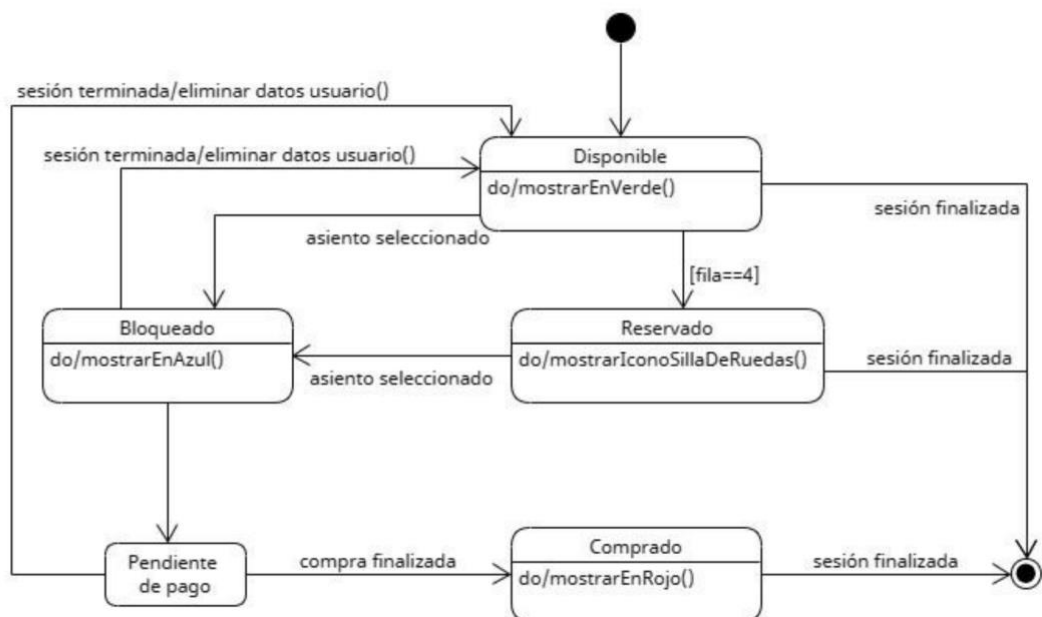 sesión terminada/eliminar datos usuario()
sesión terminada/eliminar datos usuario()
Disponible
do/mostrarEnVerde()
sesión finalizada
asiento seleccionado
[fila==4]
Bloqueado
do/mostrarEnAzul()
Reservado
do/mostrarIconoSillaDeRuedas()
sesión finalizada
asiento seleccionado
Pendiente
de pago
compra finalizada
Comprado
do/mostrarEnRojo()
sesión finalizada